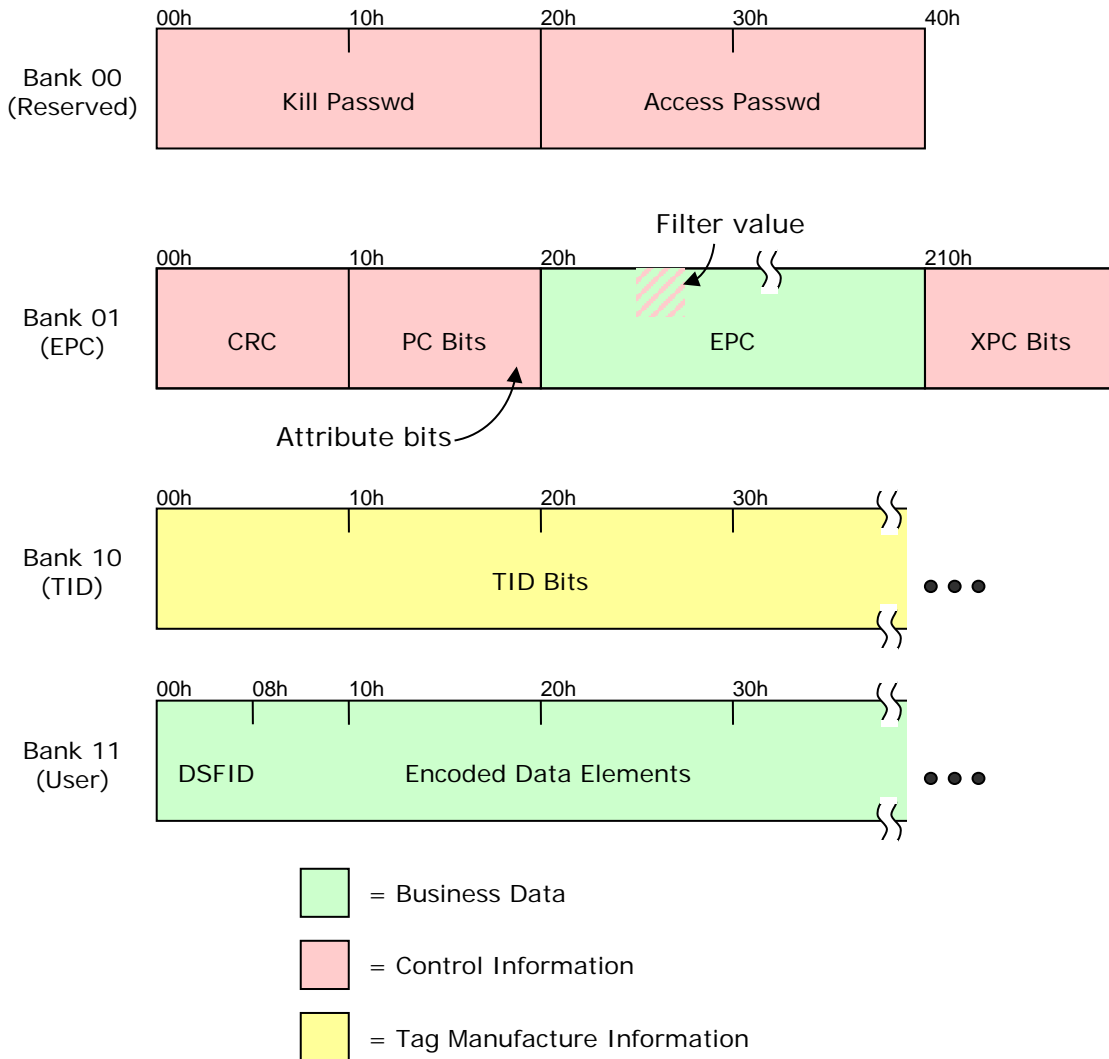 00h 10h 20h 30h 40h
Bank 00
(Reserved)
Kill Passwd Access Passwd
Filter value
00h 10h 20h 210h
Bank 01
(EPC)
CRC PC Bits EPC XPC Bits
Attribute bits
00h 10h 20h 30h
Bank 10
(TID)
TID Bits
00h 08h 10h 20h 30h
Bank 11
(User)
DSFID Encoded Data Elements
= Business Data
= Control Information
= Tag Manufacture Information